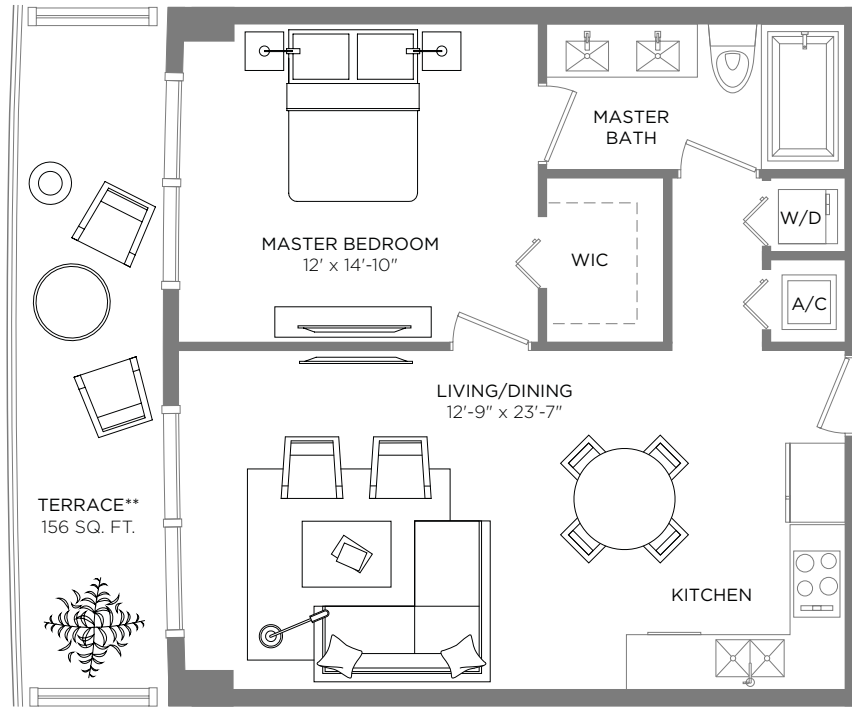 MASTER
BATH
W/D
MASTER BEDROOM
12' x 14'-10"
WIC
A/C
LIVING/DINING
12'-9" x 23'-7"
TERRACE**
156 SQ. FT.
KITCHEN